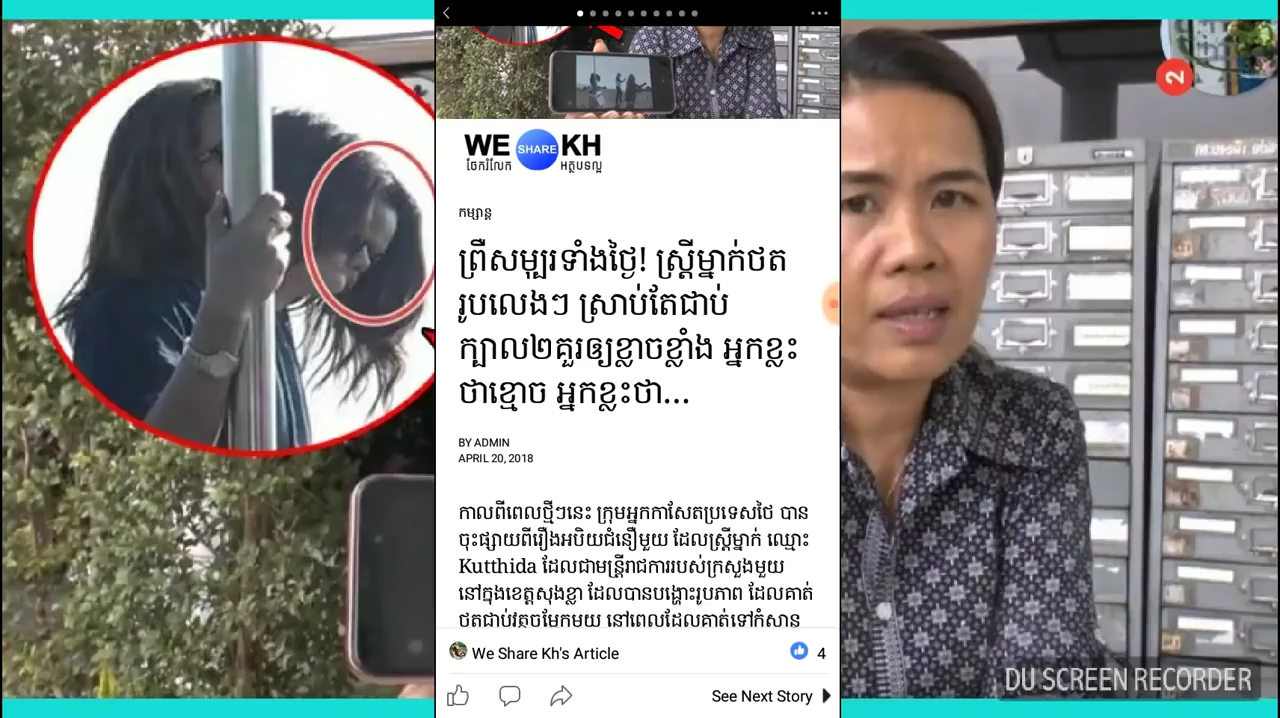 WE SHARE KH
ចែករំលែក អត្ថបទល្អ
កម្សាន្ត
ព្រឺសម្បុរទាំងថ្ងៃ! ស្ត្រីម្នាក់ថត
រូបលេងៗ ស្រាប់តែជាប់
ក្បាល២គួរឲ្យខ្លាចខ្លាំង អ្នកខ្លះ
ថាខ្មោច អ្នកខ្លះថា...
BY ADMIN
APRIL 20, 2018
កាលពីពេលថ្មីៗនេះ ក្រុមអ្នកកាសែតប្រទេសថៃ បាន
ចុះផ្សាយពីរឿងអបិយជំនឿមួយ ដែលស្ត្រីម្នាក់ ឈ្មោះ
Kutthida ដែលជាមន្ត្រីរាជការរបស់ក្រសួងមួយ
នៅក្នុងខេត្តសុងខ្លា ដែលបានបង្ហោះរូបភាព ដែលគាត់
ថតជាប់វត្ថុចម្លែកមួយ នៅពេលដែលគាត់ទៅកំសាន្ត
We Share Kh's Article
4
See Next Story
2
DU SCREEN RECORDER